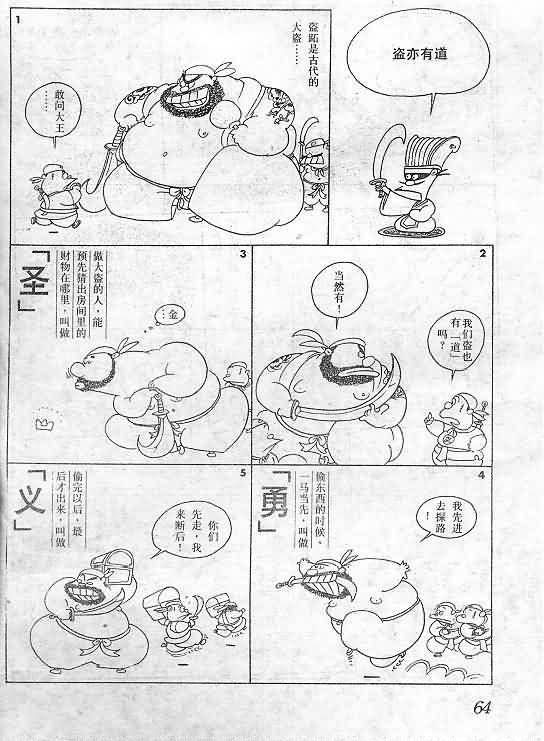 盗亦有道
1
盗跖是古代的
大盗……
敢问大王
……
2
我们盗也
有「道」
吗？
当然有！
3
做大盗的人，能
预先猜出房间里的
财物在哪里，叫做
「圣」
…金
4
我先进
去探路
偷东西的时候、
一马当先，叫做
「勇」
5
你们
先走，我
来断后！
偷完以后，最
后才出来，叫做
「义」
64